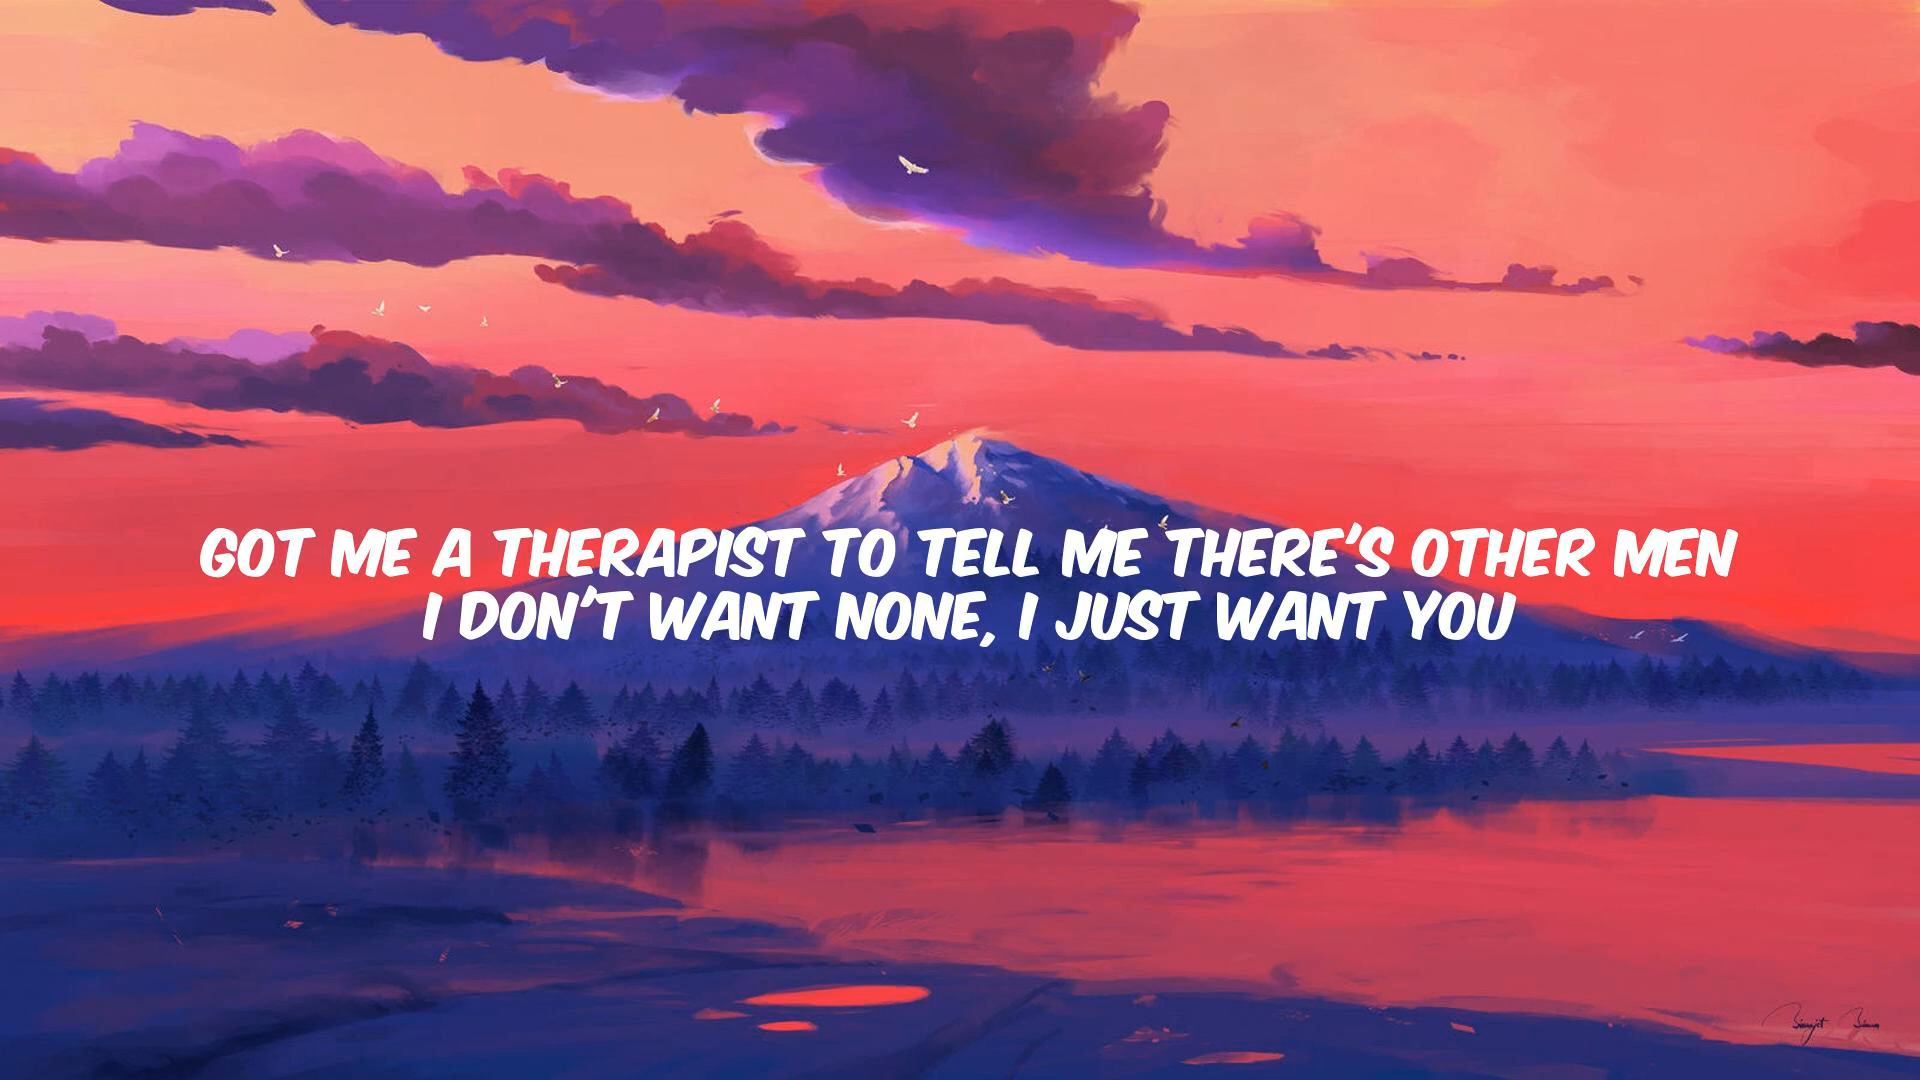 GOT ME A THERAPIST TO TELL ME THERE'S OTHER MEN
I DON'T WANT NONE, I JUST WANT YOU